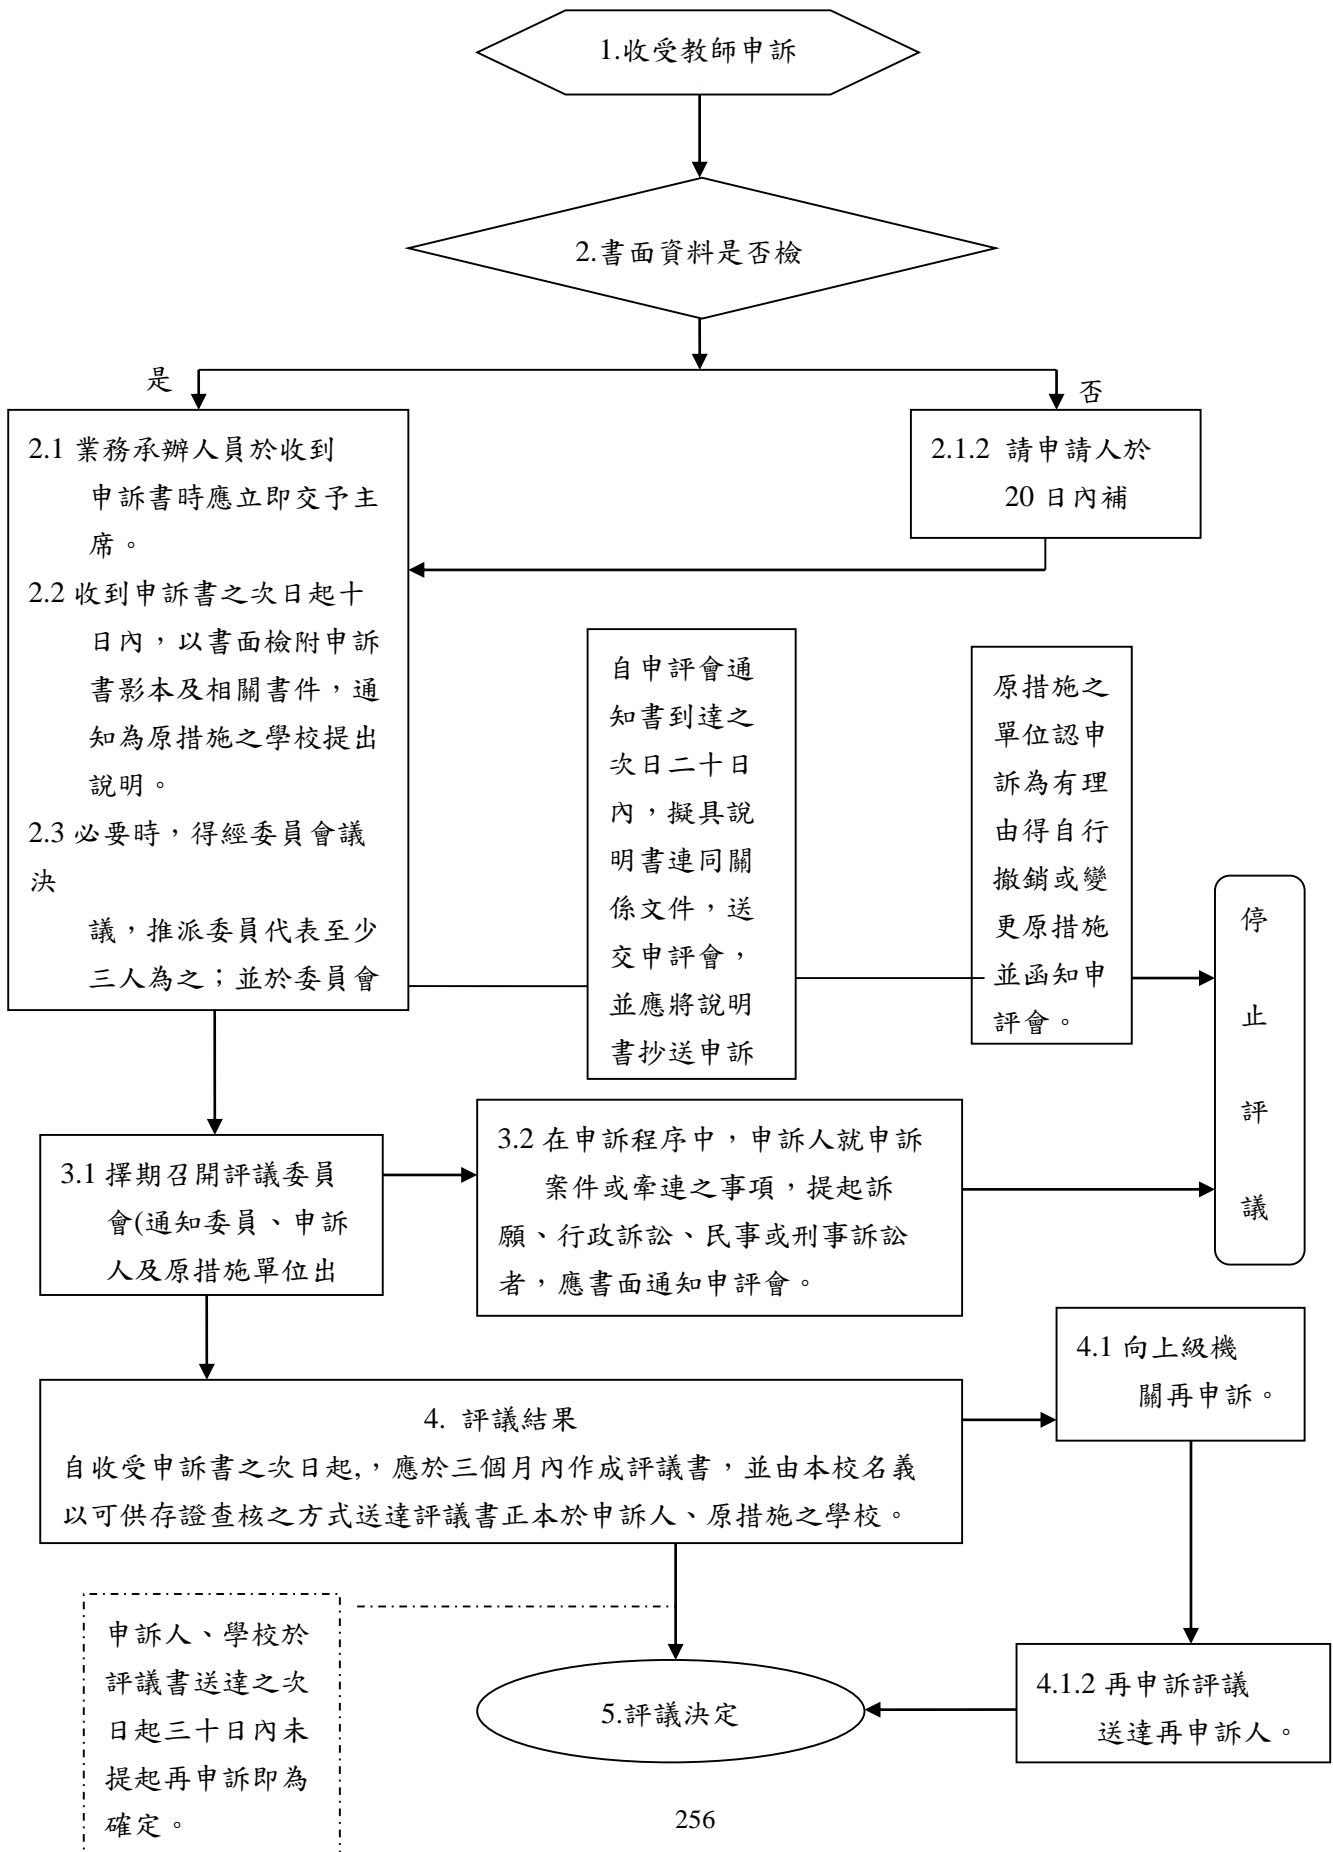 1.收受教師申訴
2.書面資料是否檢
是
否
2.1 業務承辦人員於收到
申訴書時應立即交予主
席。
2.2 收到申訴書之次日起十
日內，以書面檢附申訴
書影本及相關書件，通
知為原措施之學校提出
說明。
2.3 必要時，得經委員會議
決
議，推派委員代表至少
三人為之；並於委員會
2.1.2 請申請人於
20 日內補
自申評會通
知書到達之
次日二十日
內，擬具說
明書連同關
係文件，送
交申評會，
並應將說明
書抄送申訴
原措施之
單位認申
訴為有理
由得自行
撤銷或變
更原措施
並函知申
評會。
停
止
評
議
3.1 擇期召開評議委員
會(通知委員、申訴
人及原措施單位出
3.2 在申訴程序中，申訴人就申訴
案件或牽連之事項，提起訴
願、行政訴訟、民事或刑事訴訟
者，應書面通知申評會。
4. 評議結果
自收受申訴書之次日起,，應於三個月內作成評議書，並由本校名義
以可供存證查核之方式送達評議書正本於申訴人、原措施之學校。
4.1 向上級機
關再申訴。
4.1.2 再申訴評議
送達再申訴人。
申訴人、學校於
評議書送達之次
日起三十日內未
提起再申訴即為
確定。
5.評議決定
256